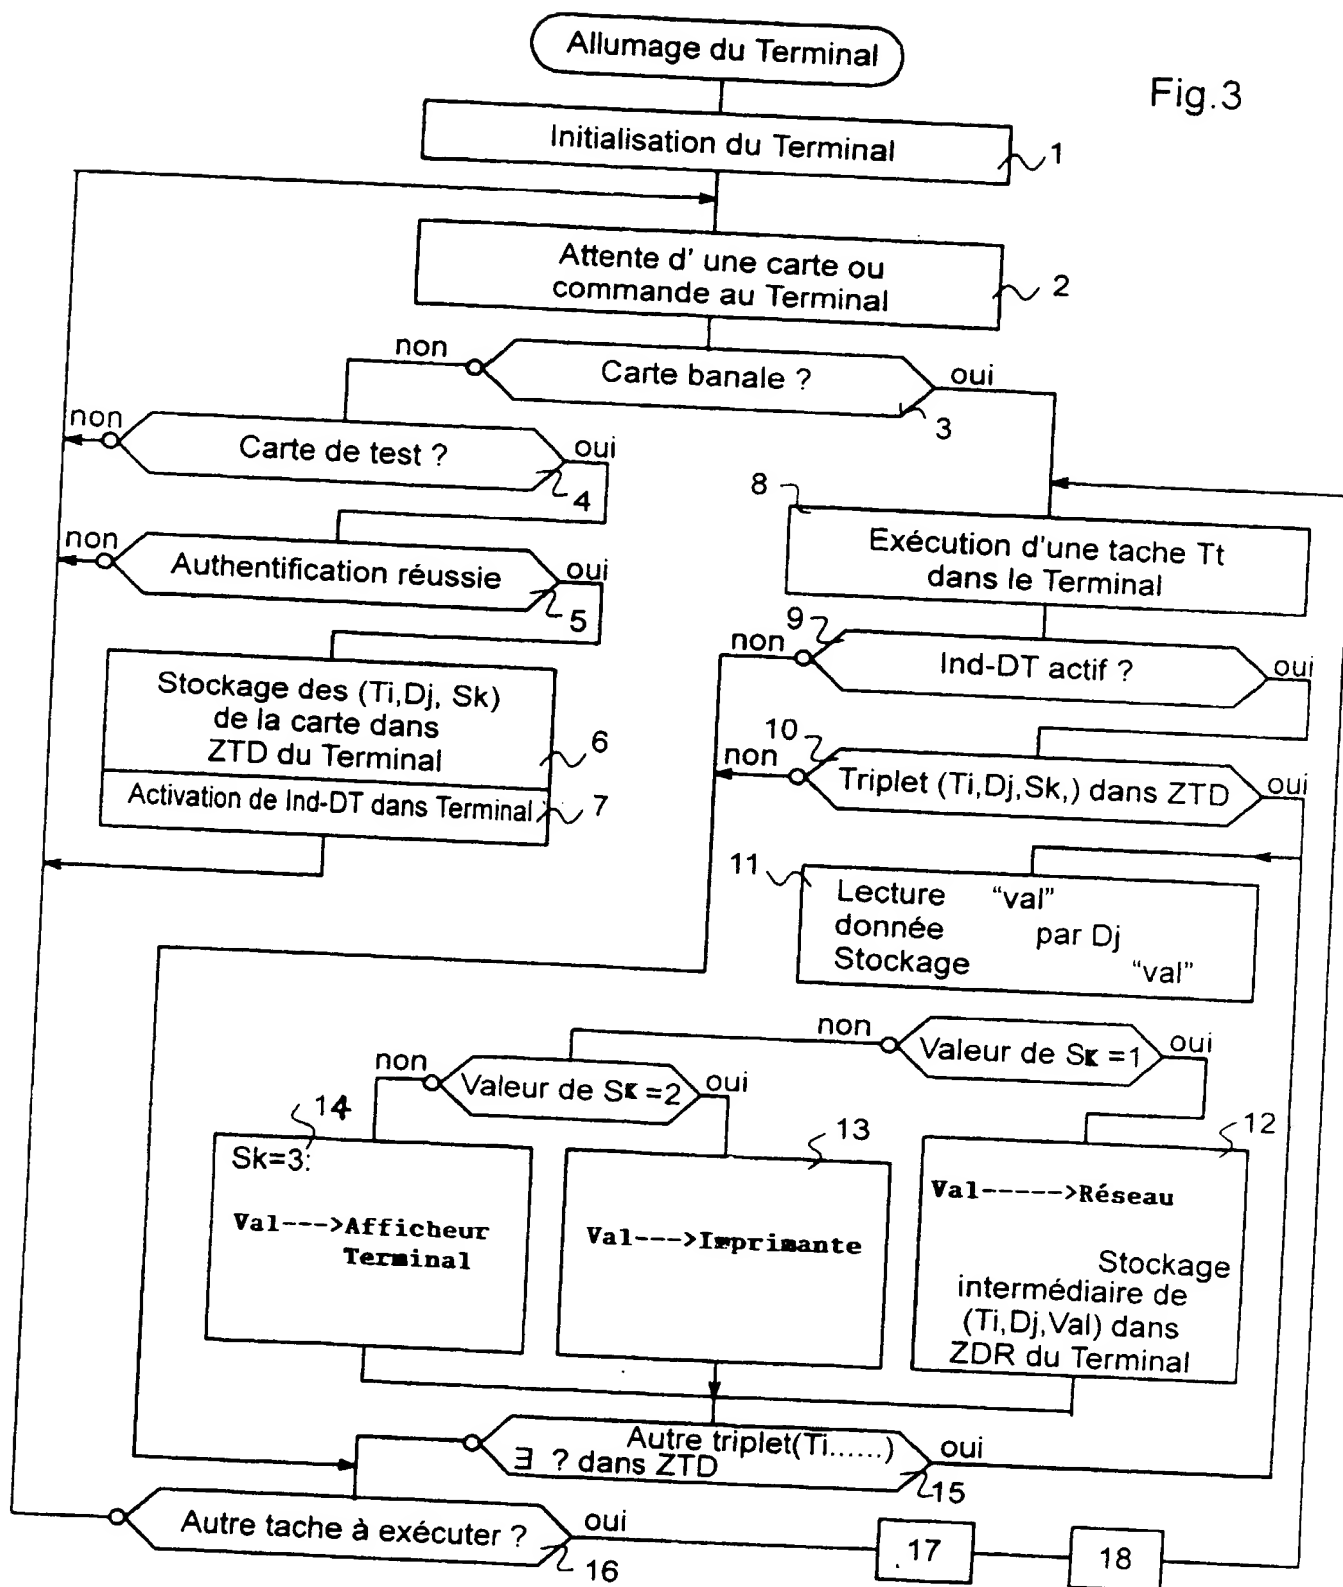 Allumage du Terminal
Fig.3
Initialisation du Terminal
1
Attente d' une carte ou
commande au Terminal
2
non
Carte banale ?
oui
3
non
Carte de test ?
oui
4
non
Authentification réussie
oui
5
Stockage des (Ti,Dj, Sk)
de la carte dans
ZTD du Terminal
6
Activation de Ind-DT dans Terminal
7
8
Exécution d'une tache Tt
dans le Terminal
9
non
Ind-DT actif ?
oui
10
non
Triplet (Ti,Dj,Sk,) dans ZTD
oui
11
Lecture “val”
donnée par Dj
Stockage “val”
non
Valeur de Sk =1
oui
non
Valeur de Sk =2
oui
14
Sk=3:
Val--->Afficheur
Terminal
13
Val--->Imprimante
12
Val----->Réseau
Stockage
intermédiaire de
(Ti,Dj,Val) dans
ZDR du Terminal
Autre triplet(Ti......)
∃ ? dans ZTD
oui
15
Autre tache à exécuter ?
oui
16
17
18